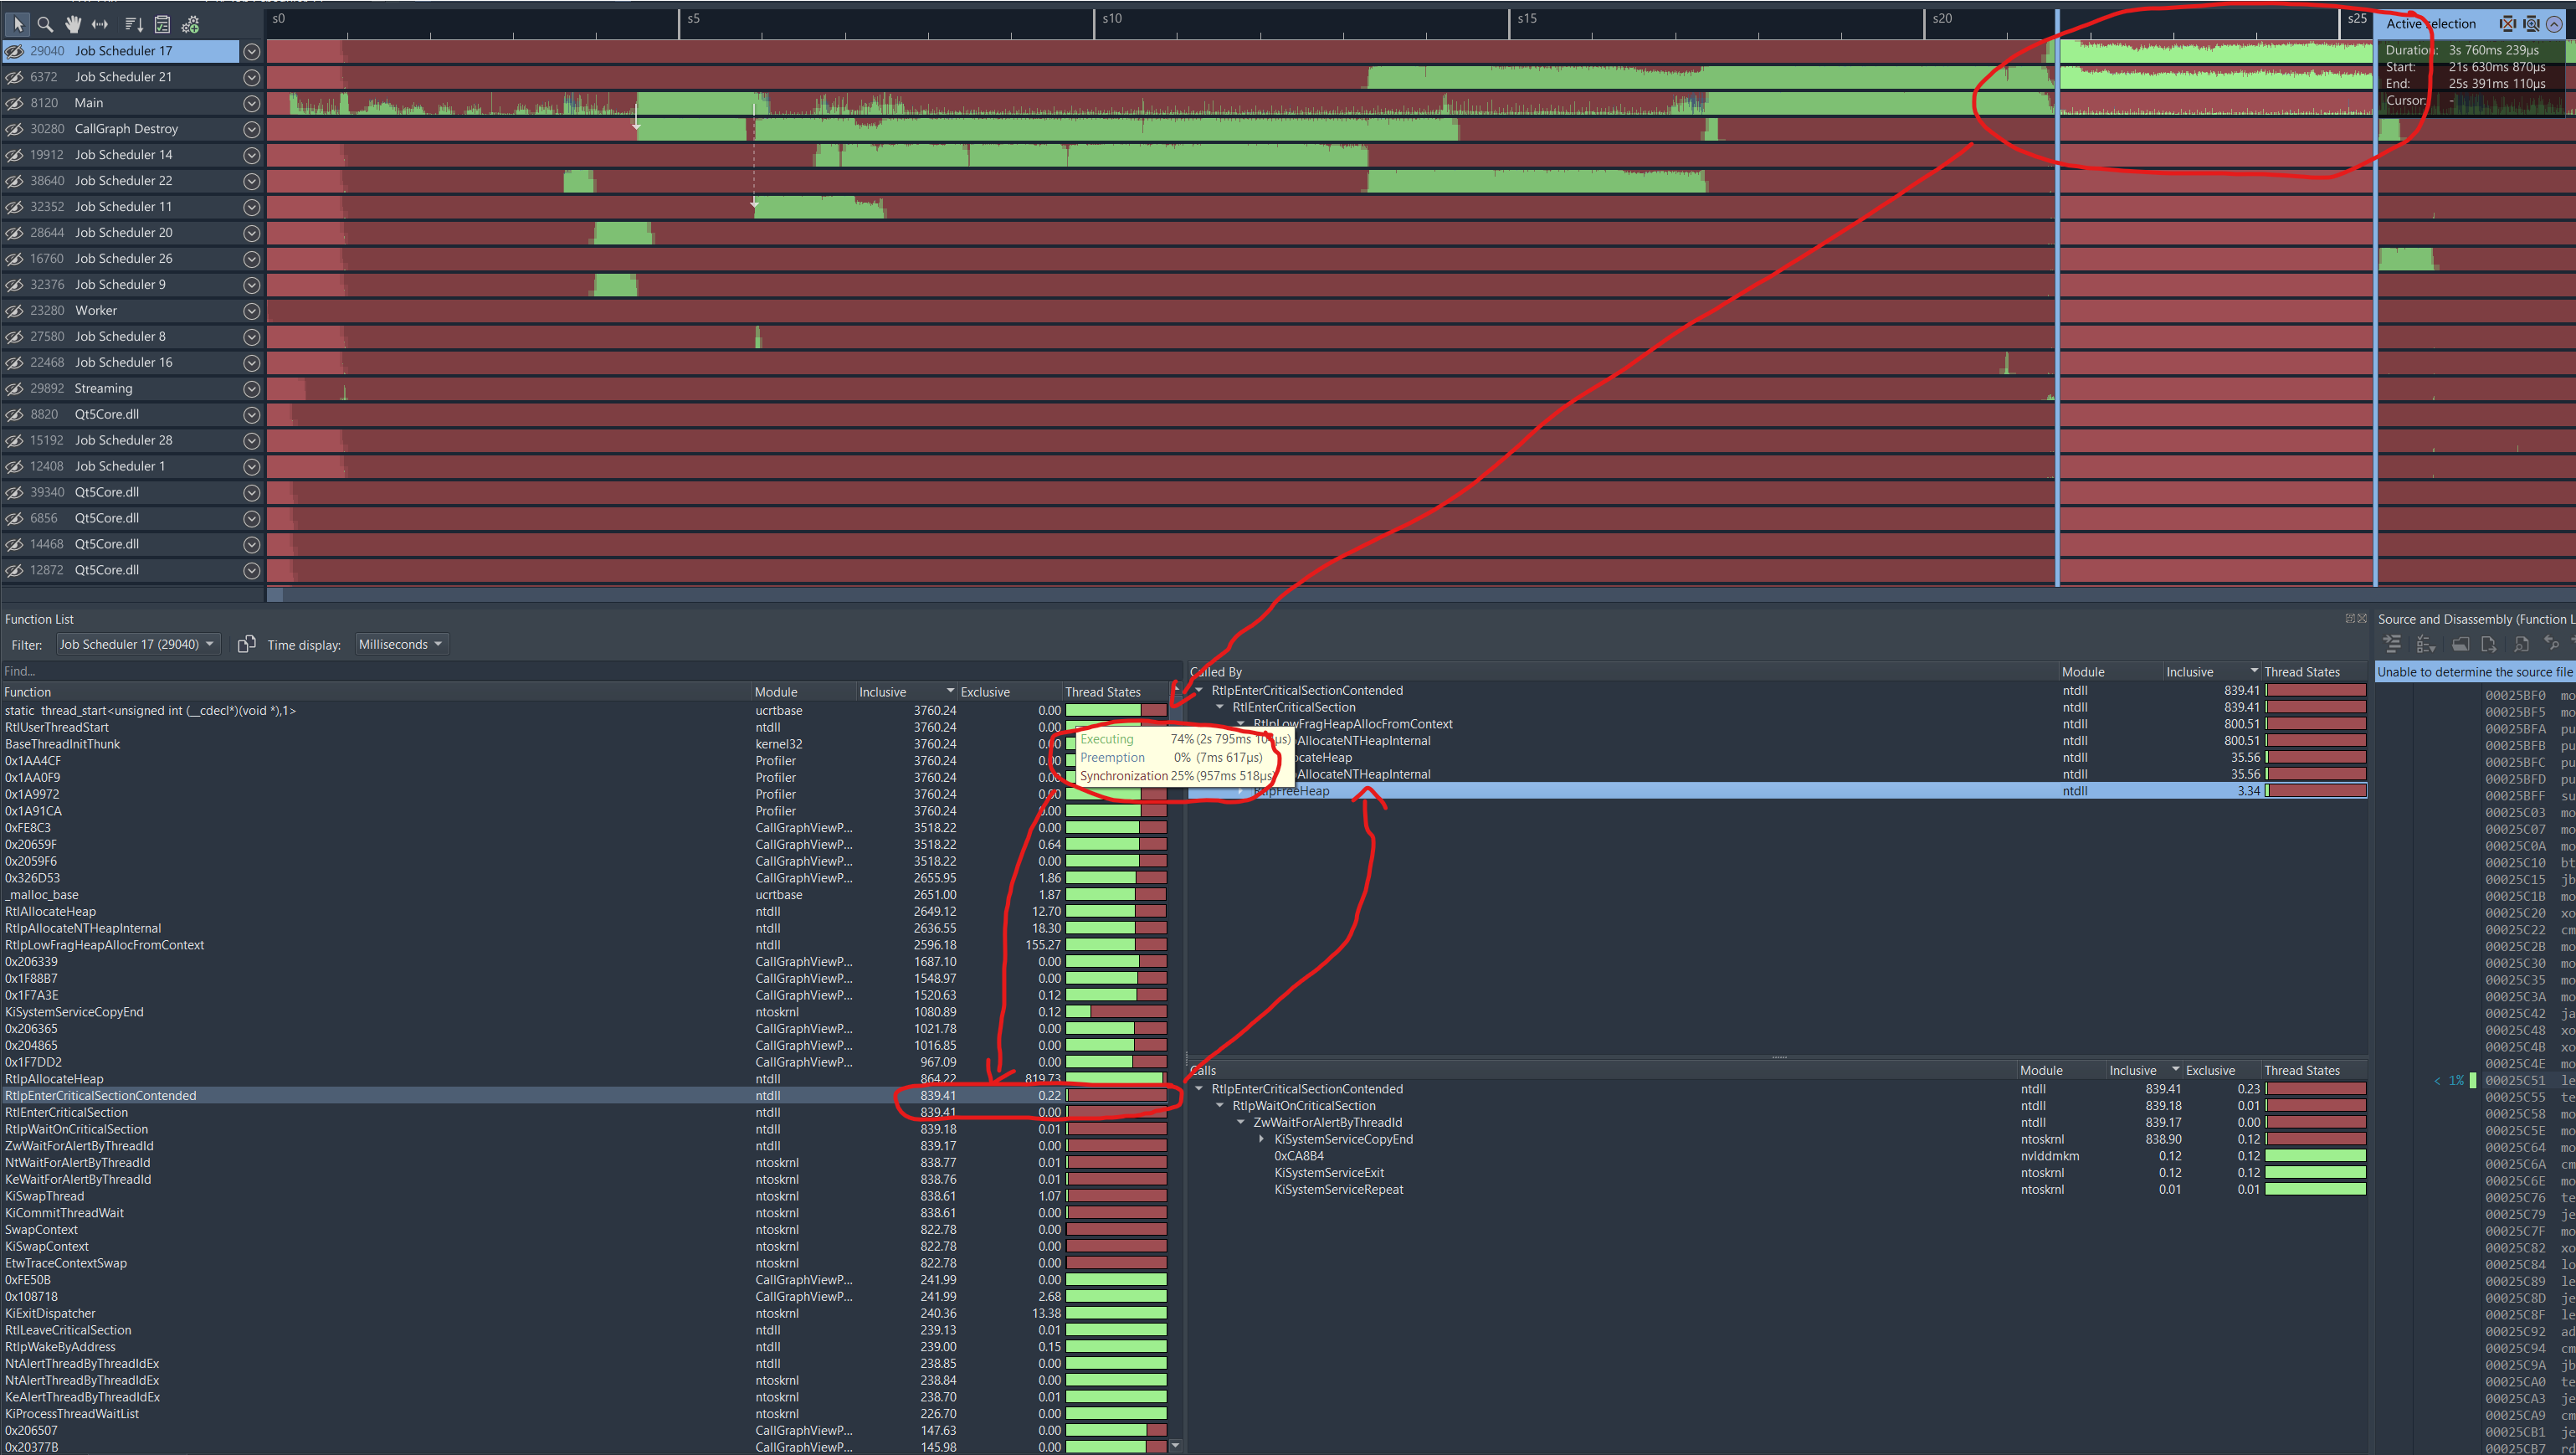 s0 s5 s10 s15 s20 s25 Active selection
29040 Job Scheduler 17
Duration: 3s 760ms 239µs
Start: 21s 630ms 870µs
End: 25s 391ms 110µs
Cursor: -
6372 Job Scheduler 21
8120 Main
30280 CallGraph Destroy
19912 Job Scheduler 14
38640 Job Scheduler 22
32352 Job Scheduler 11
28644 Job Scheduler 20
16760 Job Scheduler 26
32376 Job Scheduler 9
23280 Worker
27580 Job Scheduler 8
22468 Job Scheduler 16
29892 Streaming
8820 Qt5Core.dll
15192 Job Scheduler 28
12408 Job Scheduler 1
39340 Qt5Core.dll
6856 Qt5Core.dll
14468 Qt5Core.dll
12872 Qt5Core.dll
Function List
Filter: Job Scheduler 17 (29040) Time display: Milliseconds
Find...
Function Module Inclusive Exclusive Thread States
static thread_start<unsigned int (__cdecl*)(void *),1> ucrtbase 3760.24 0.00
RtlUserThreadStart ntdll 3760.24 0.00
BaseThreadInitThunk kernel32 3760.24 0.00
0x1AA4CF Profiler 3760.24 0.00
0x1AA0F9 Profiler 3760.24 0.00
0x1A9972 Profiler 3760.24 0.00
0x1A91CA Profiler 3760.24 0.00
0xFE8C3 CallGraphViewP... 3518.22 0.00
0x20659F CallGraphViewP... 3518.22 0.64
0x2059F6 CallGraphViewP... 3518.22 0.00
0x326D53 CallGraphViewP... 2655.95 1.86
_malloc_base ucrtbase 2651.00 1.87
RtlAllocateHeap ntdll 2649.12 12.70
RtlpAllocateNTHeapInternal ntdll 2636.55 18.30
RtlpLowFragHeapAllocFromContext ntdll 2596.18 155.27
0x206339 CallGraphViewP... 1687.10 0.00
0x1F88B7 CallGraphViewP... 1548.97 0.00
0x1F7A3E CallGraphViewP... 1520.63 0.12
KiSystemServiceCopyEnd ntoskrnl 1080.89 0.12
0x206365 CallGraphViewP... 1021.78 0.00
0x204865 CallGraphViewP... 1016.85 0.00
0x1F7DD2 CallGraphViewP... 967.09 0.00
RtlpAllocateHeap ntdll 864.22 819.73
RtlpEnterCriticalSectionContended ntdll 839.41 0.22
RtlEnterCriticalSection ntdll 839.41 0.00
RtlpWaitOnCriticalSection ntdll 839.18 0.01
ZwWaitForAlertByThreadId ntdll 839.17 0.00
NtWaitForAlertByThreadId ntoskrnl 838.77 0.01
KeWaitForAlertByThreadId ntoskrnl 838.76 0.01
KiSwapThread ntoskrnl 838.61 1.07
KiCommitThreadWait ntoskrnl 838.61 0.00
SwapContext ntoskrnl 822.78 0.00
KiSwapContext ntoskrnl 822.78 0.00
EtwTraceContextSwap ntoskrnl 822.78 0.00
0xFE50B CallGraphViewP... 241.99 0.00
0x108718 CallGraphViewP... 241.99 2.68
KiExitDispatcher ntoskrnl 240.36 13.38
RtlLeaveCriticalSection ntdll 239.13 0.01
RtlpWakeByAddress ntdll 239.00 0.15
NtAlertThreadByThreadIdEx ntdll 238.85 0.00
NtAlertThreadByThreadIdEx ntoskrnl 238.84 0.00
KeAlertThreadByThreadIdEx ntoskrnl 238.70 0.01
KiProcessThreadWaitList ntoskrnl 226.70 0.00
0x206507 CallGraphViewP... 147.63 0.00
0x20377B CallGraphViewP... 145.98 0.00
Executing 74% (2s 795ms
Preemption 0% (7ms 617µs)
Synchronization 25% (957ms 518µs)
Called By Module Inclusive Thread States
RtlpEnterCriticalSectionContended ntdll 839.41
RtlEnterCriticalSection ntdll 839.41
RtlpLowFragHeapAllocFromContext ntdll 800.51
AllocateNTHeapInternal ntdll 800.51
ocateHeap ntdll 35.56
AllocateNTHeapInternal ntdll 35.56
RtlpFreeHeap ntdll 3.34
Calls Module Inclusive Exclusive Thread States
RtlpEnterCriticalSectionContended ntdll 839.41 0.23
RtlpWaitOnCriticalSection ntdll 839.18 0.01
ZwWaitForAlertByThreadId ntdll 839.17 0.00
KiSystemServiceCopyEnd ntoskrnl 838.90 0.12
0xCA8B4 nvlddmkm 0.12 0.12
KiSystemServiceExit ntoskrnl 0.12 0.12
KiSystemServiceRepeat ntoskrnl 0.01 0.01
Source and Disassembly (Function L
Unable to determine the source file
00025BF0 mo
00025BF5 mo
00025BFA pu
00025BFB pu
00025BFC pu
00025BFD pu
00025BFF su
00025C03 mo
00025C07 mo
00025C0A mo
00025C10 bt
00025C15 jb
00025C1B mo
00025C20 xo
00025C22 cm
00025C2B mo
00025C30 mo
00025C35 mo
00025C3A mo
00025C42 ja
00025C48 xo
00025C4B xo
00025C4E mo
< 1% 00025C51 le
00025C55 te
00025C58 mo
00025C5E mo
00025C64 mo
00025C6A cm
00025C6E mo
00025C76 te
00025C79 je
00025C7F mo
00025C82 xo
00025C84 lo
00025C89 le
00025C8D je
00025C8F le
00025C92 ad
00025C94 cm
00025C9A jb
00025CA0 te
00025CA3 je
00025CA9 cm
00025CB1 je
00025CB7 rd